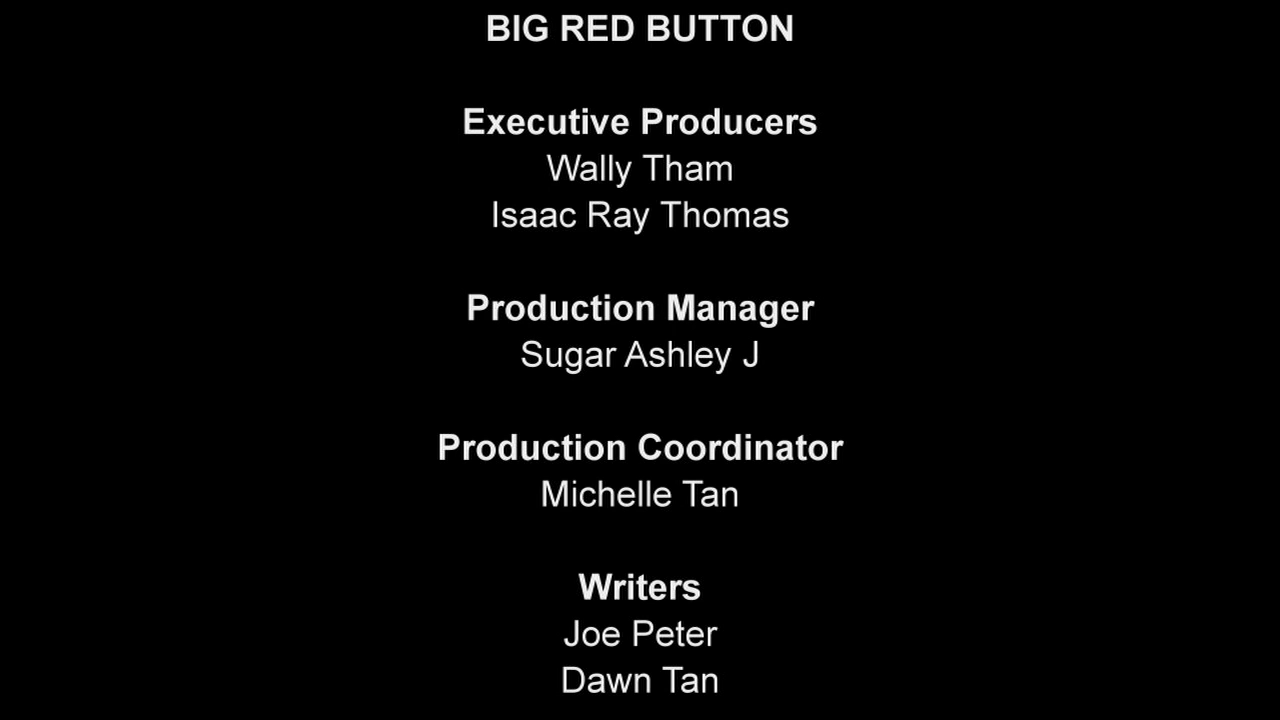 BIG RED BUTTON
Executive Producers
Wally Tham
Isaac Ray Thomas
Production Manager
Sugar Ashley J
Production Coordinator
Michelle Tan
Writers
Joe Peter
Dawn Tan